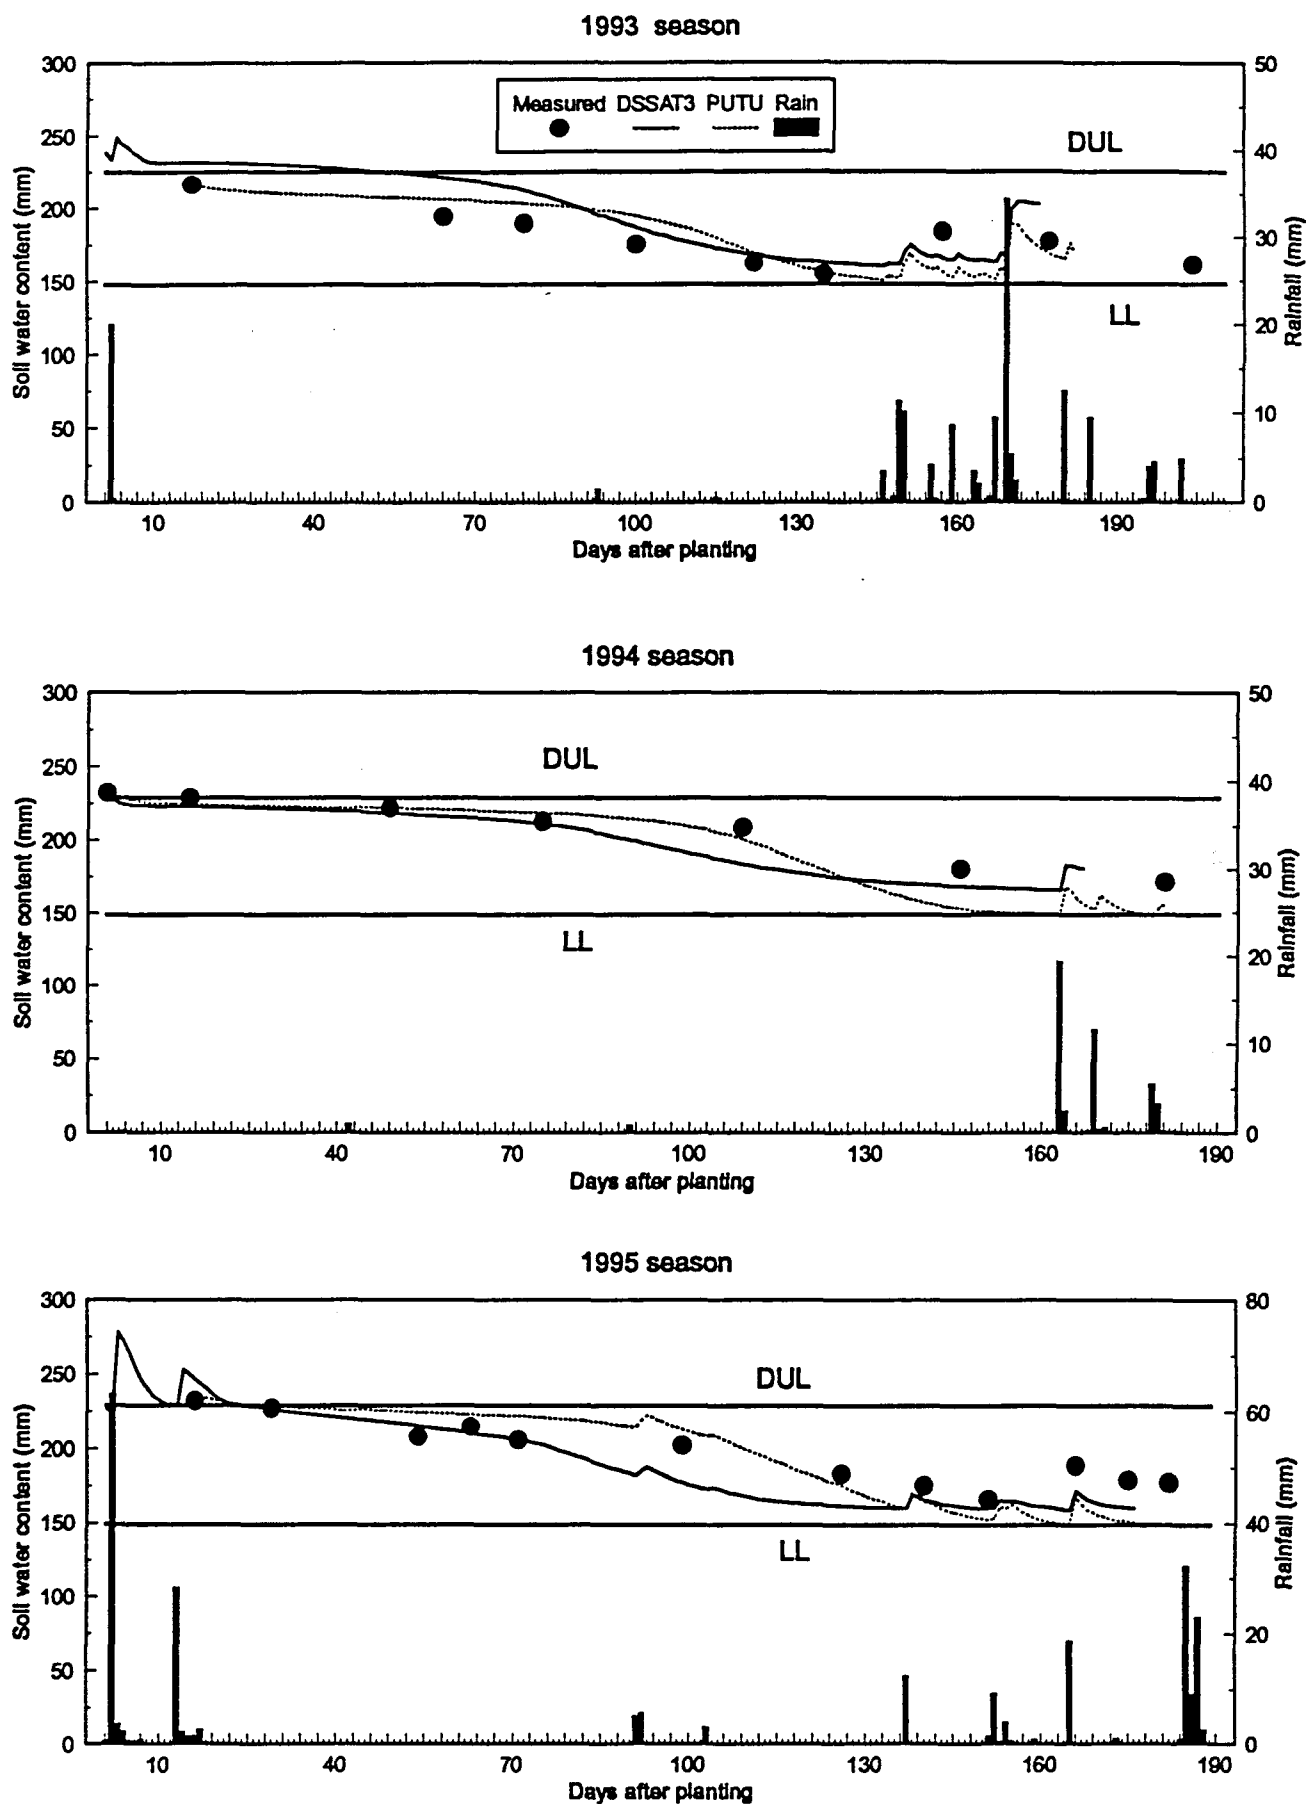 1993 season
300
250
200
150
100
50
0
Soil water content (mm)
Measured DSSAT3 PUTU Rain
DUL
LL
50
40
30
20
10
0
Rainfall (mm)
10 40 70 100 130 160 190
Days after planting
1994 season
300
250
200
150
100
50
0
Soil water content (mm)
DUL
LL
50
40
30
20
10
0
Rainfall (mm)
10 40 70 100 130 160 190
Days after planting
1995 season
300
250
200
150
100
50
0
Soil water content (mm)
DUL
LL
80
60
40
20
0
Rainfall (mm)
10 40 70 100 130 160 190
Days after planting